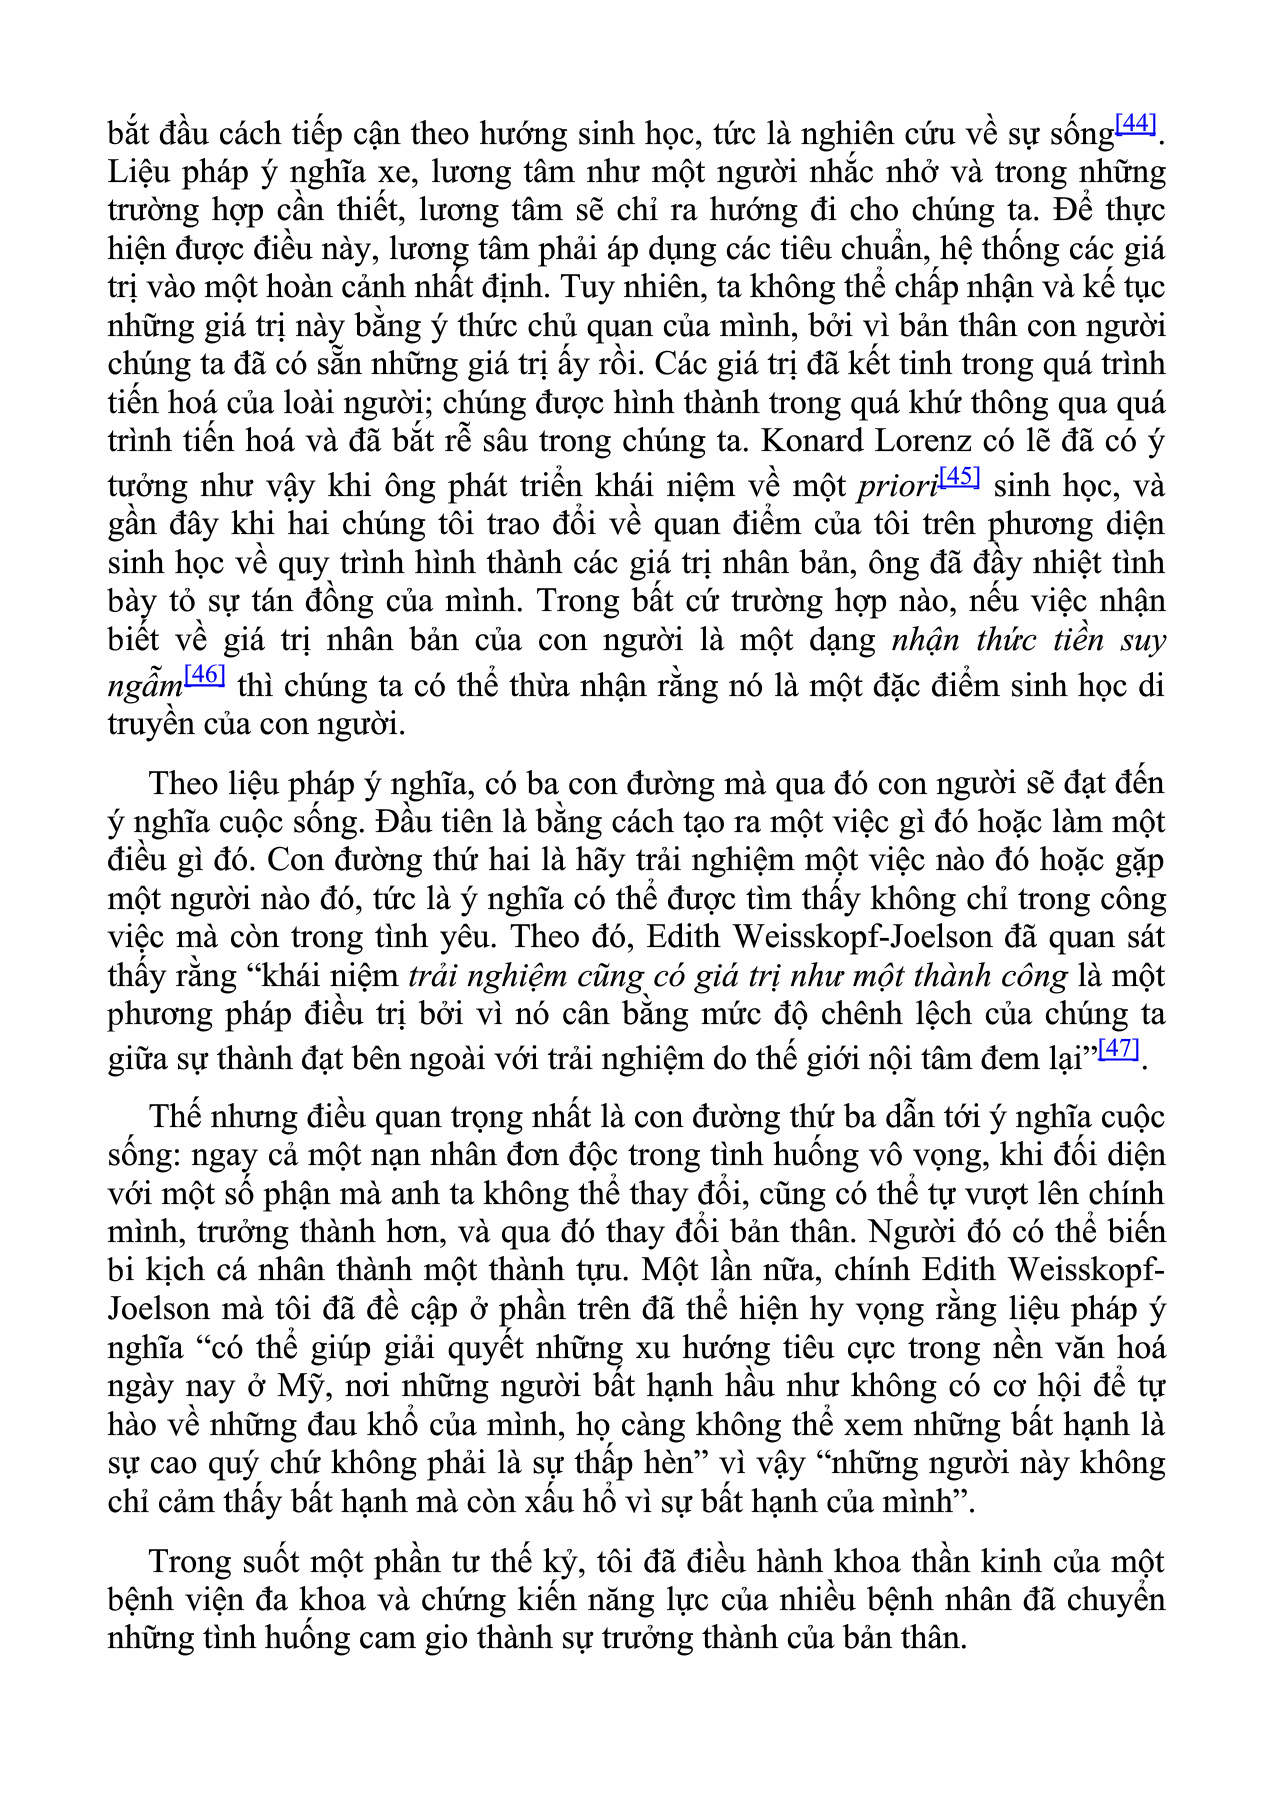 bắt đầu cách tiếp cận theo hướng sinh học, tức là nghiên cứu về sự sống[44].
Liệu pháp ý nghĩa xe, lương tâm như một người nhắc nhở và trong những
trường hợp cần thiết, lương tâm sẽ chỉ ra hướng đi cho chúng ta. Để thực
hiện được điều này, lương tâm phải áp dụng các tiêu chuẩn, hệ thống các giá
trị vào một hoàn cảnh nhất định. Tuy nhiên, ta không thể chấp nhận và kế tục
những giá trị này bằng ý thức chủ quan của mình, bởi vì bản thân con người
chúng ta đã có sẵn những giá trị ấy rồi. Các giá trị đã kết tinh trong quá trình
tiến hoá của loài người; chúng được hình thành trong quá khứ thông qua quá
trình tiến hoá và đã bắt rễ sâu trong chúng ta. Konard Lorenz có lẽ đã có ý
tưởng như vậy khi ông phát triển khái niệm về một priori[45] sinh học, và
gần đây khi hai chúng tôi trao đổi về quan điểm của tôi trên phương diện
sinh học về quy trình hình thành các giá trị nhân bản, ông đã đầy nhiệt tình
bày tỏ sự tán đồng của mình. Trong bất cứ trường hợp nào, nếu việc nhận
biết về giá trị nhân bản của con người là một dạng nhận thức tiền suy
ngẫm[46] thì chúng ta có thể thừa nhận rằng nó là một đặc điểm sinh học di
truyền của con người.
Theo liệu pháp ý nghĩa, có ba con đường mà qua đó con người sẽ đạt đến
ý nghĩa cuộc sống. Đầu tiên là bằng cách tạo ra một việc gì đó hoặc làm một
điều gì đó. Con đường thứ hai là hãy trải nghiệm một việc nào đó hoặc gặp
một người nào đó, tức là ý nghĩa có thể được tìm thấy không chỉ trong công
việc mà còn trong tình yêu. Theo đó, Edith Weisskopf-Joelson đã quan sát
thấy rằng “khái niệm trải nghiệm cũng có giá trị như một thành công là một
phương pháp điều trị bởi vì nó cân bằng mức độ chênh lệch của chúng ta
giữa sự thành đạt bên ngoài với trải nghiệm do thế giới nội tâm đem lại”[47].
Thế nhưng điều quan trọng nhất là con đường thứ ba dẫn tới ý nghĩa cuộc
sống: ngay cả một nạn nhân đơn độc trong tình huống vô vọng, khi đối diện
với một số phận mà anh ta không thể thay đổi, cũng có thể tự vượt lên chính
mình, trưởng thành hơn, và qua đó thay đổi bản thân. Người đó có thể biến
bi kịch cá nhân thành một thành tựu. Một lần nữa, chính Edith Weisskopf-
Joelson mà tôi đã đề cập ở phần trên đã thể hiện hy vọng rằng liệu pháp ý
nghĩa “có thể giúp giải quyết những xu hướng tiêu cực trong nền văn hoá
ngày nay ở Mỹ, nơi những người bất hạnh hầu như không có cơ hội để tự
hào về những đau khổ của mình, họ càng không thể xem những bất hạnh là
sự cao quý chứ không phải là sự thấp hèn” vì vậy “những người này không
chỉ cảm thấy bất hạnh mà còn xấu hổ vì sự bất hạnh của mình”.
Trong suốt một phần tư thế kỷ, tôi đã điều hành khoa thần kinh của một
bệnh viện đa khoa và chứng kiến năng lực của nhiều bệnh nhân đã chuyển
những tình huống cam gio thành sự trưởng thành của bản thân.